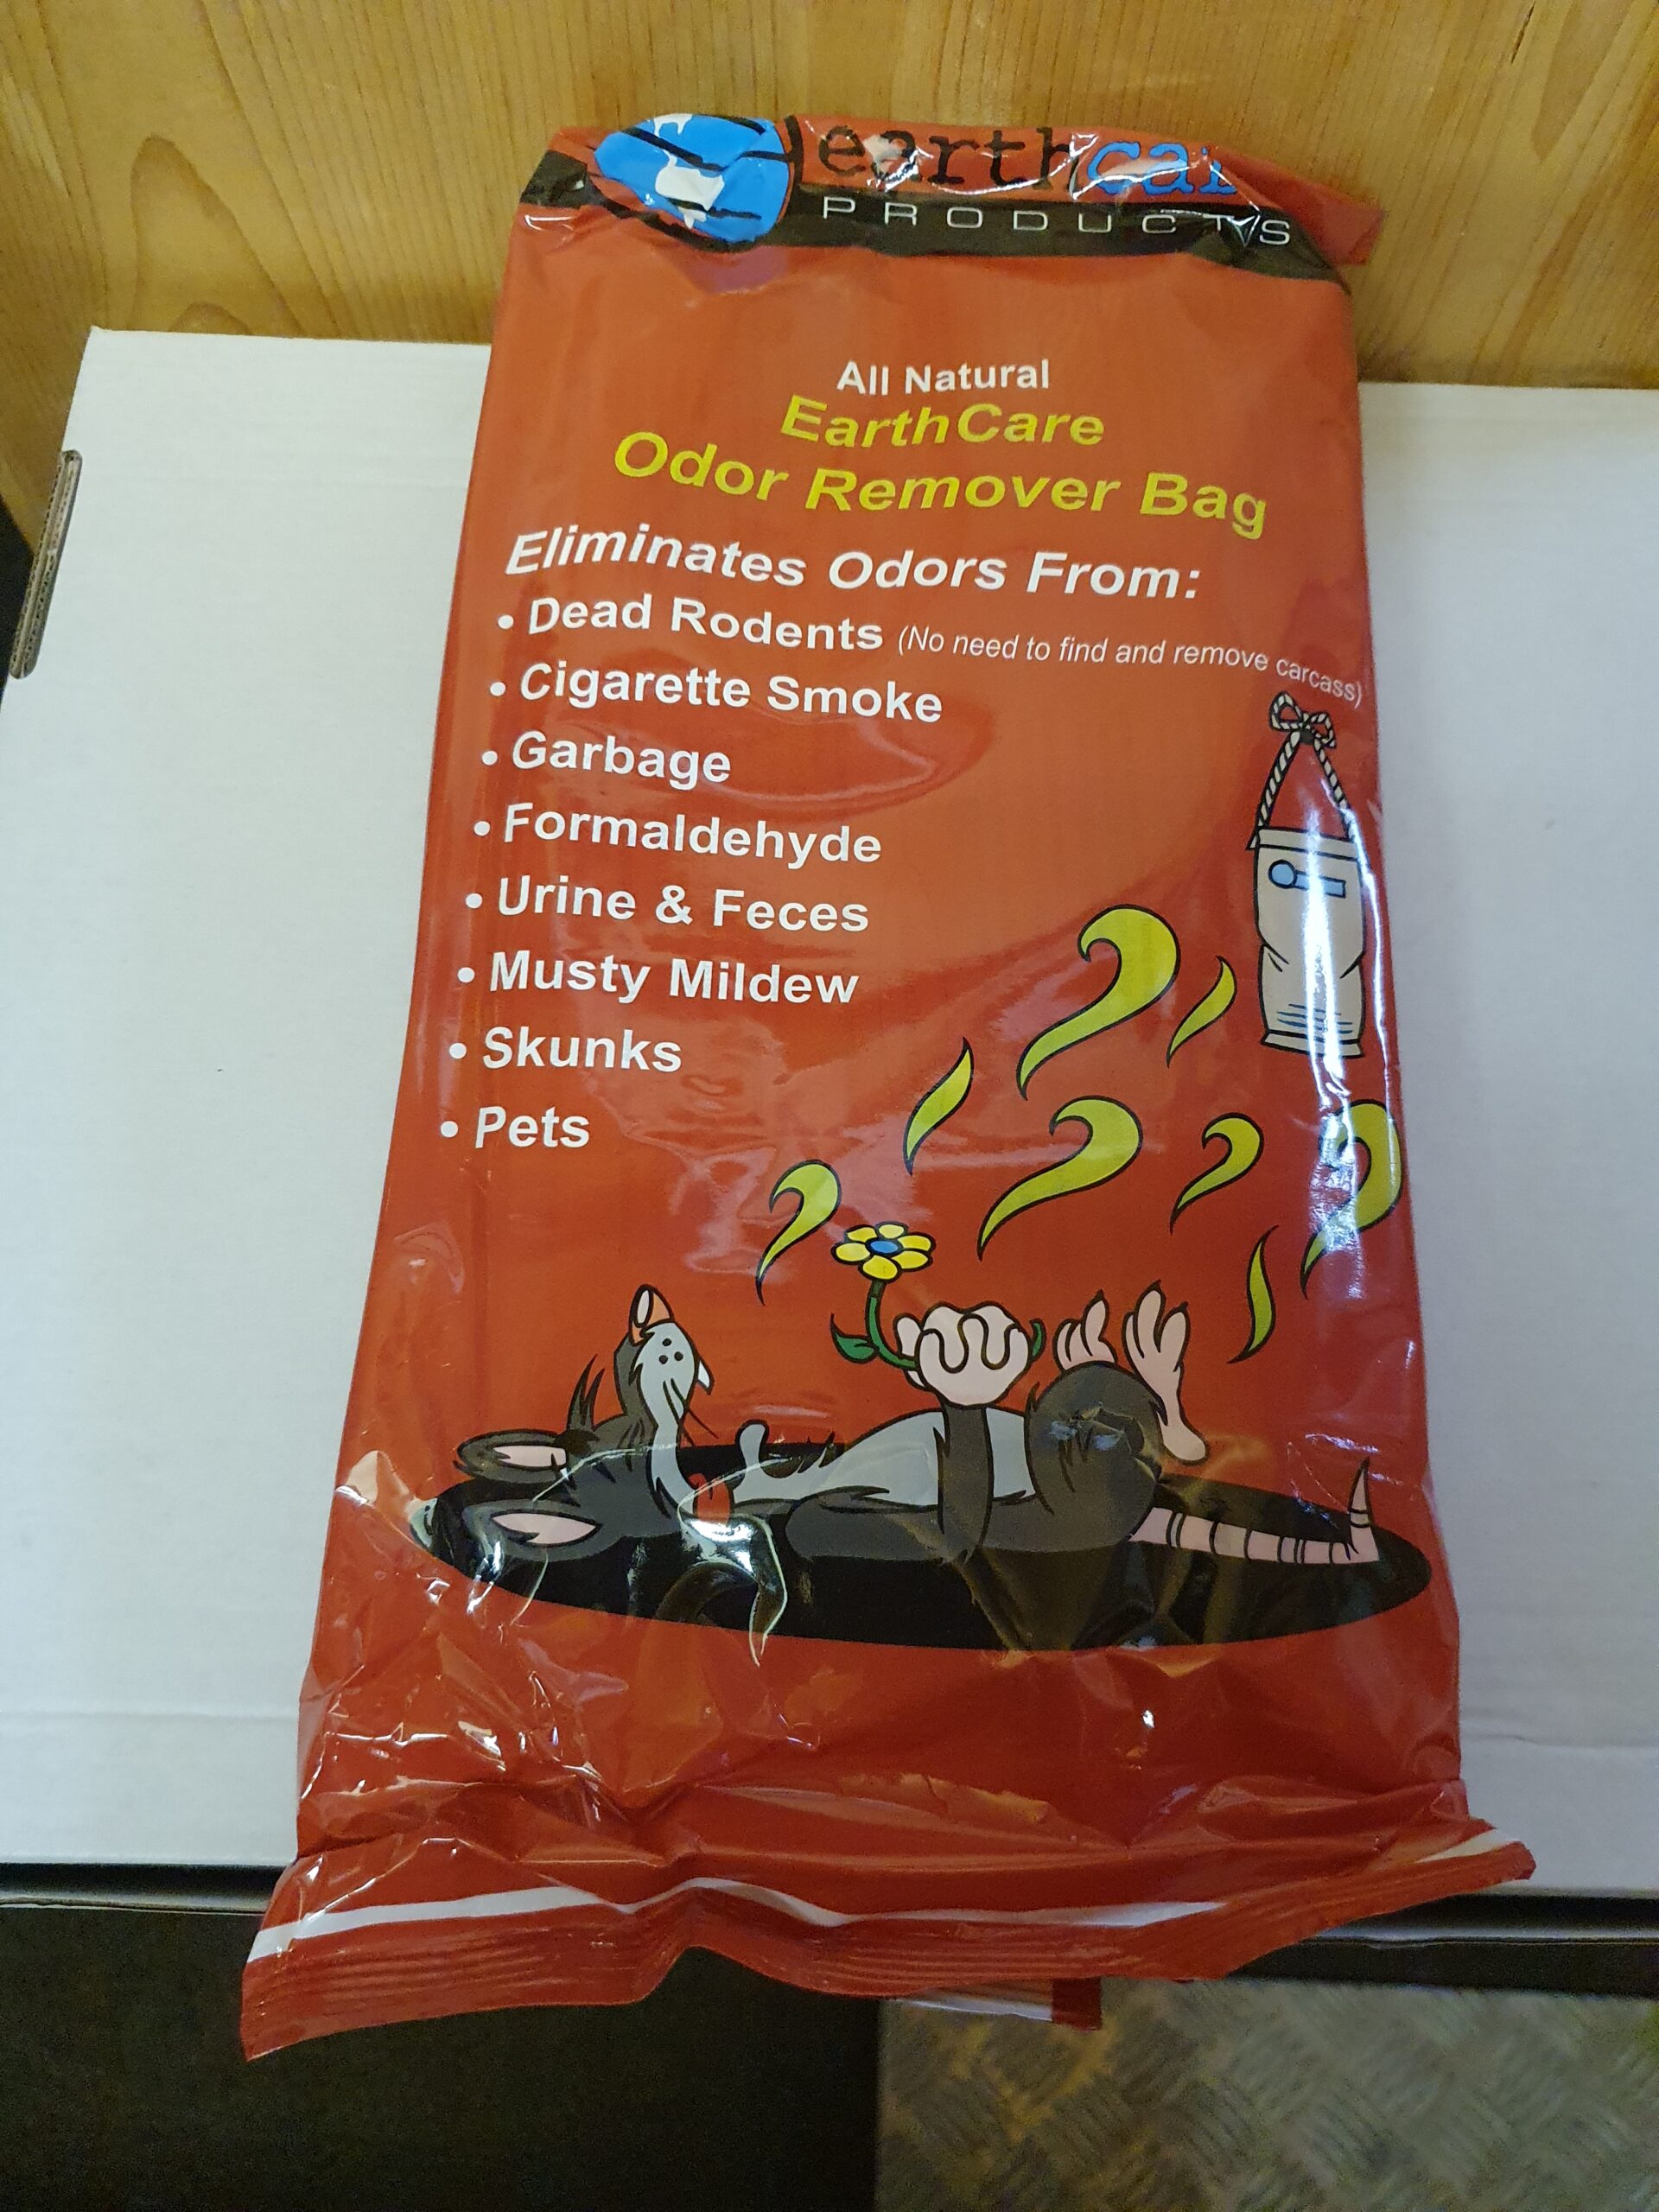 earth
PRODUCTS
All Natural
EarthCare
Odor Remover Bag
Eliminates Odors From:
• Dead Rodents (No need to find and remove carcass)
• Cigarette Smoke
• Garbage
• Formaldehyde
• Urine & Feces
• Musty Mildew
• Skunks
• Pets